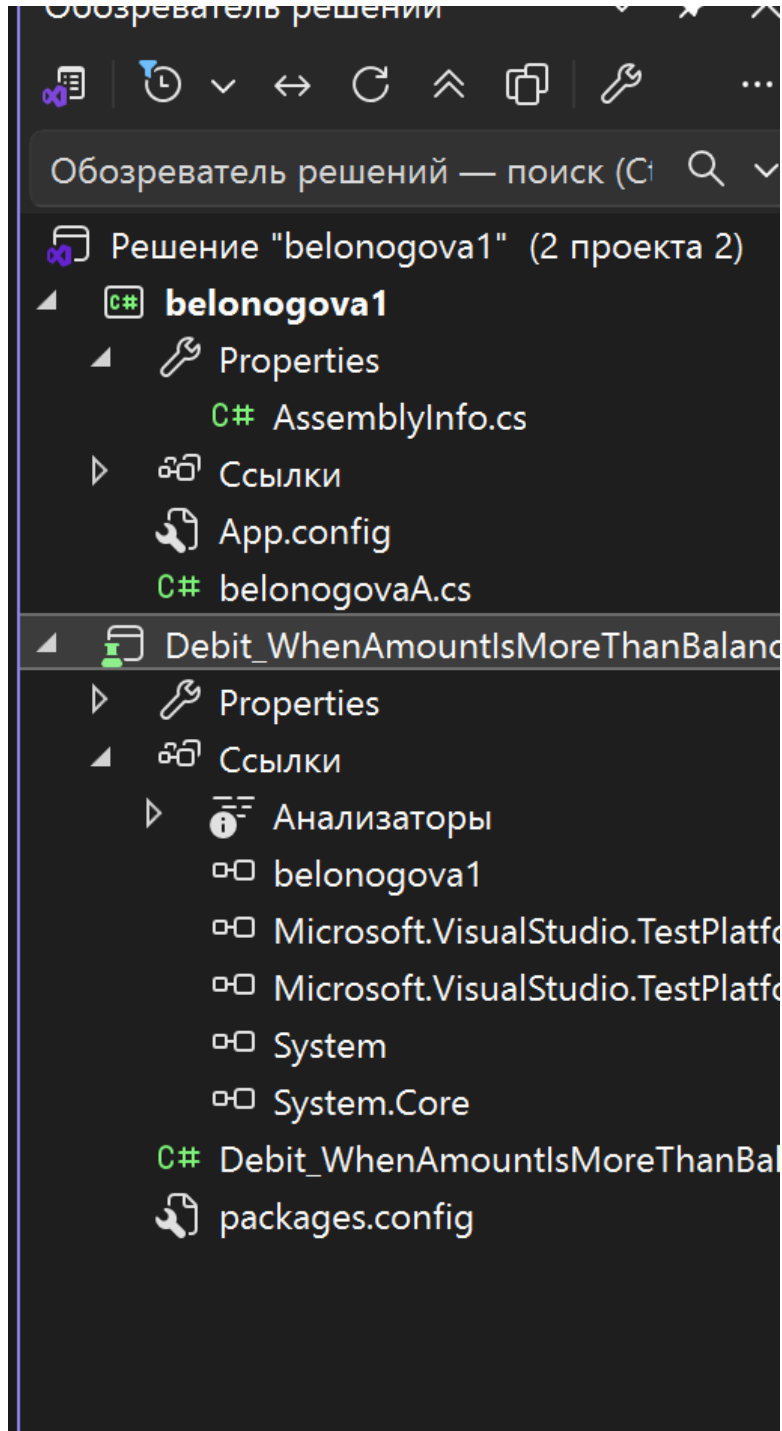 Обозреватель решений
Обозреватель решений — поиск (Ct
Решение "belonogova1" (2 проекта 2)
C# belonogova1
Properties
C# AssemblyInfo.cs
Ссылки
App.config
C# belonogovaA.cs
Debit_WhenAmountIsMoreThanBalanc
Properties
Ссылки
Анализаторы
belonogova1
Microsoft.VisualStudio.TestPlatfo
Microsoft.VisualStudio.TestPlatfo
System
System.Core
C# Debit_WhenAmountIsMoreThanBal
packages.config